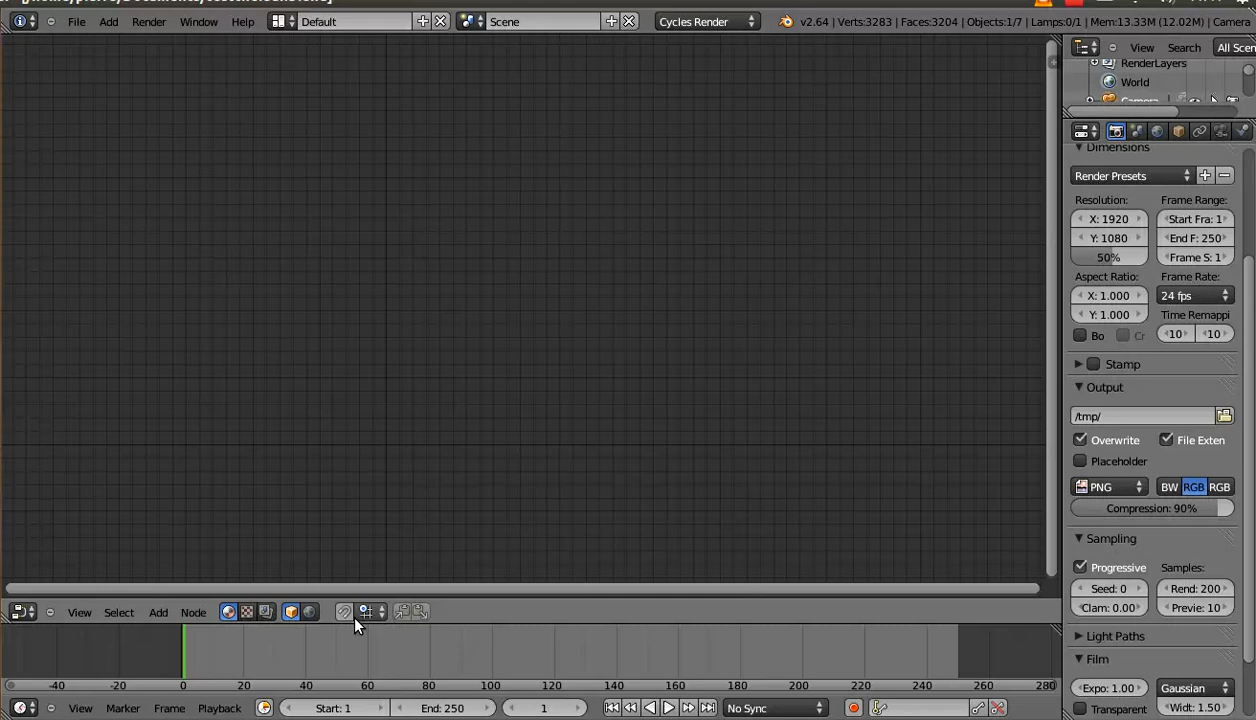 File Add Render Window Help Default Scene Cycles Render v2.64 | Verts:3283 | Faces:3204 | Objects:1/7 | Lamps:0/1 | Mem:13.33M (12.02M) | Camera
View Search All Scen
RenderLayers
World
Camera
Dimensions
Render Presets
Resolution: Frame Range:
X: 1920 Start Fra: 1
Y: 1080 End F: 250
50% Frame S: 1
Aspect Ratio: Frame Rate:
X: 1.000 24 fps
Y: 1.000 Time Remappi
Bo Cr 10 10
Stamp
Output
/tmp/
Overwrite File Exten
Placeholder
PNG BW RGB RGB
Compression: 90%
Sampling
Progressive Samples:
Seed: 0 Rend: 200
Clam: 0.00 Previe: 10
Light Paths
Film
Expo: 1.00 Gaussian
Transparent Widt: 1.50
View Select Add Node
-40 -20 0 20 40 60 80 100 120 140 160 180 200 220 240 260 280
View Marker Frame Playback Start: 1 End: 250 1 No Sync